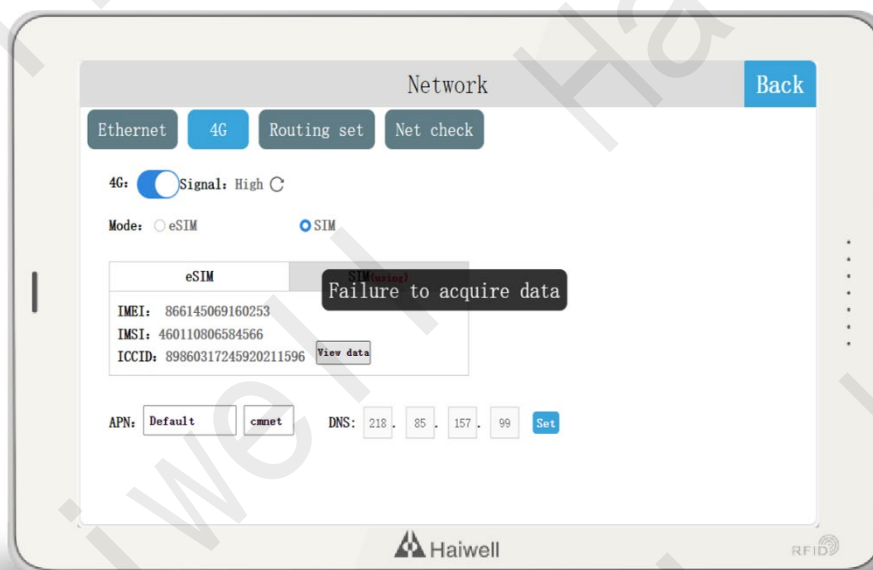 Network
Back
Ethernet
4G
Routing set
Net check
4G:
Signal: High
Mode:
eSIM
SIM
eSIM
SIM(using)
Failure to acquire data
IMEI: 866145069160253
IMSI: 460110806584566
ICCID: 89860317245920211596
View data
APN: Default
cmnet
DNS: 218. 85. 157. 99
Set
Haiwell
RFID